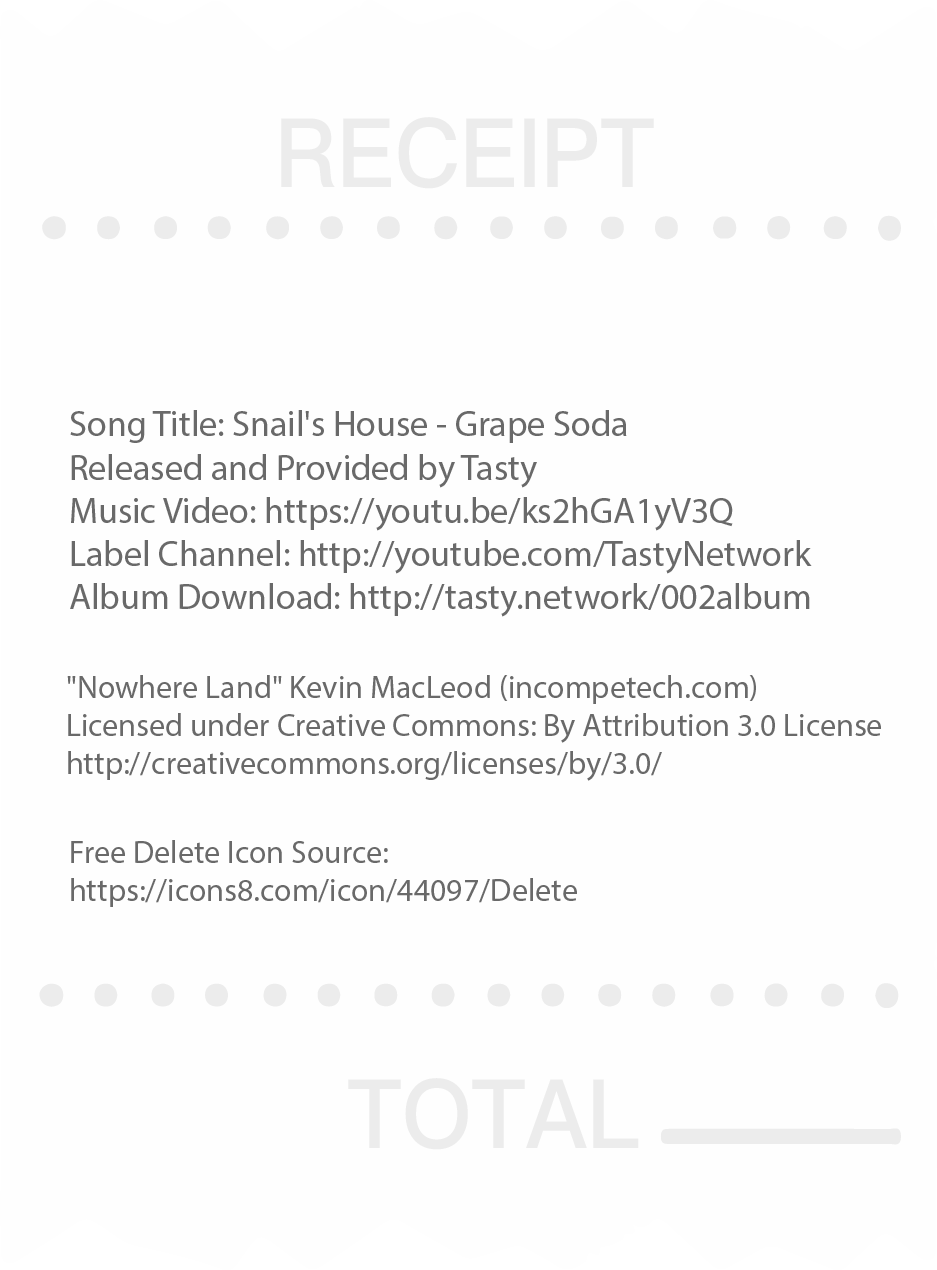 RECEIPT
Song Title: Snail's House - Grape Soda
Released and Provided by Tasty
Music Video: https://youtu.be/ks2hGA1yV3Q
Label Channel: http://youtube.com/TastyNetwork
Album Download: http://tasty.network/002album
"Nowhere Land" Kevin MacLeod (incompetech.com)
Licensed under Creative Commons: By Attribution 3.0 License
http://creativecommons.org/licenses/by/3.0/
Free Delete Icon Source:
https://icons8.com/icon/44097/Delete
TOTAL